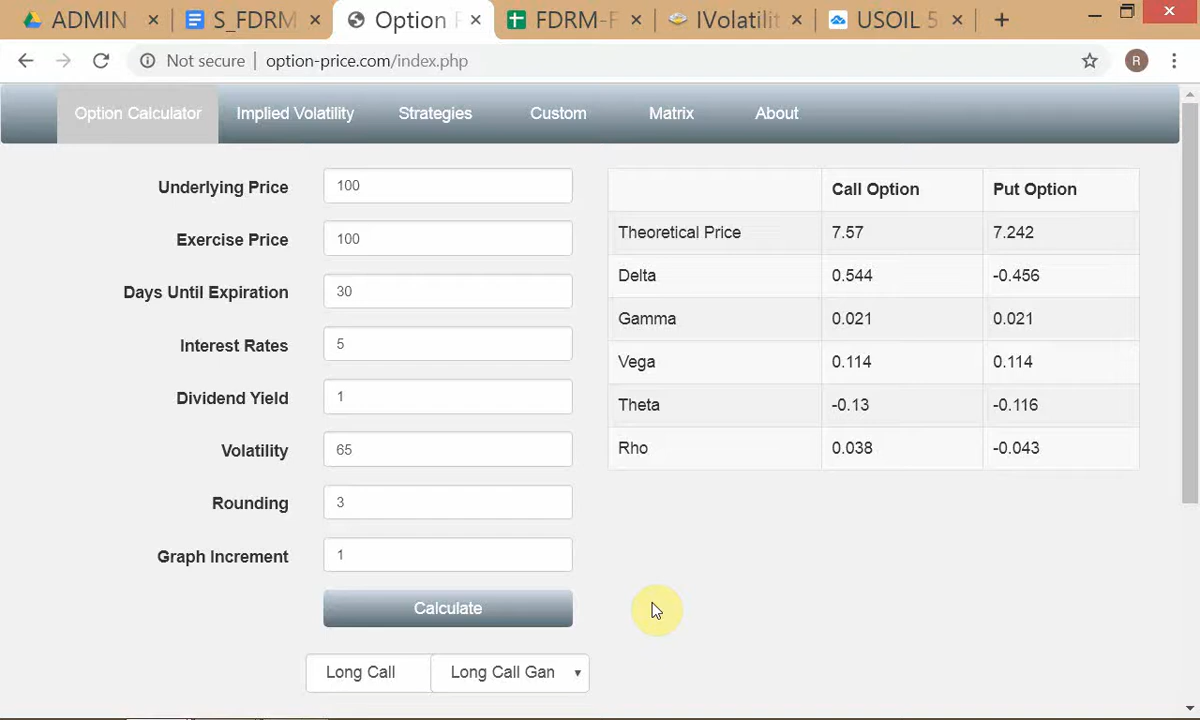 ADMIN
S_FDRM
Option
FDRM-F
IVolatilit
USOIL 5
Not secure | option-price.com/index.php
R
Option Calculator Implied Volatility Strategies Custom Matrix About
Underlying Price 100
Exercise Price 100
Days Until Expiration 30
Interest Rates 5
Dividend Yield 1
Volatility 65
Rounding 3
Graph Increment 1
Calculate
Long Call Long Call Gan
Call Option Put Option
Theoretical Price 7.57 7.242
Delta 0.544 -0.456
Gamma 0.021 0.021
Vega 0.114 0.114
Theta -0.13 -0.116
Rho 0.038 -0.043